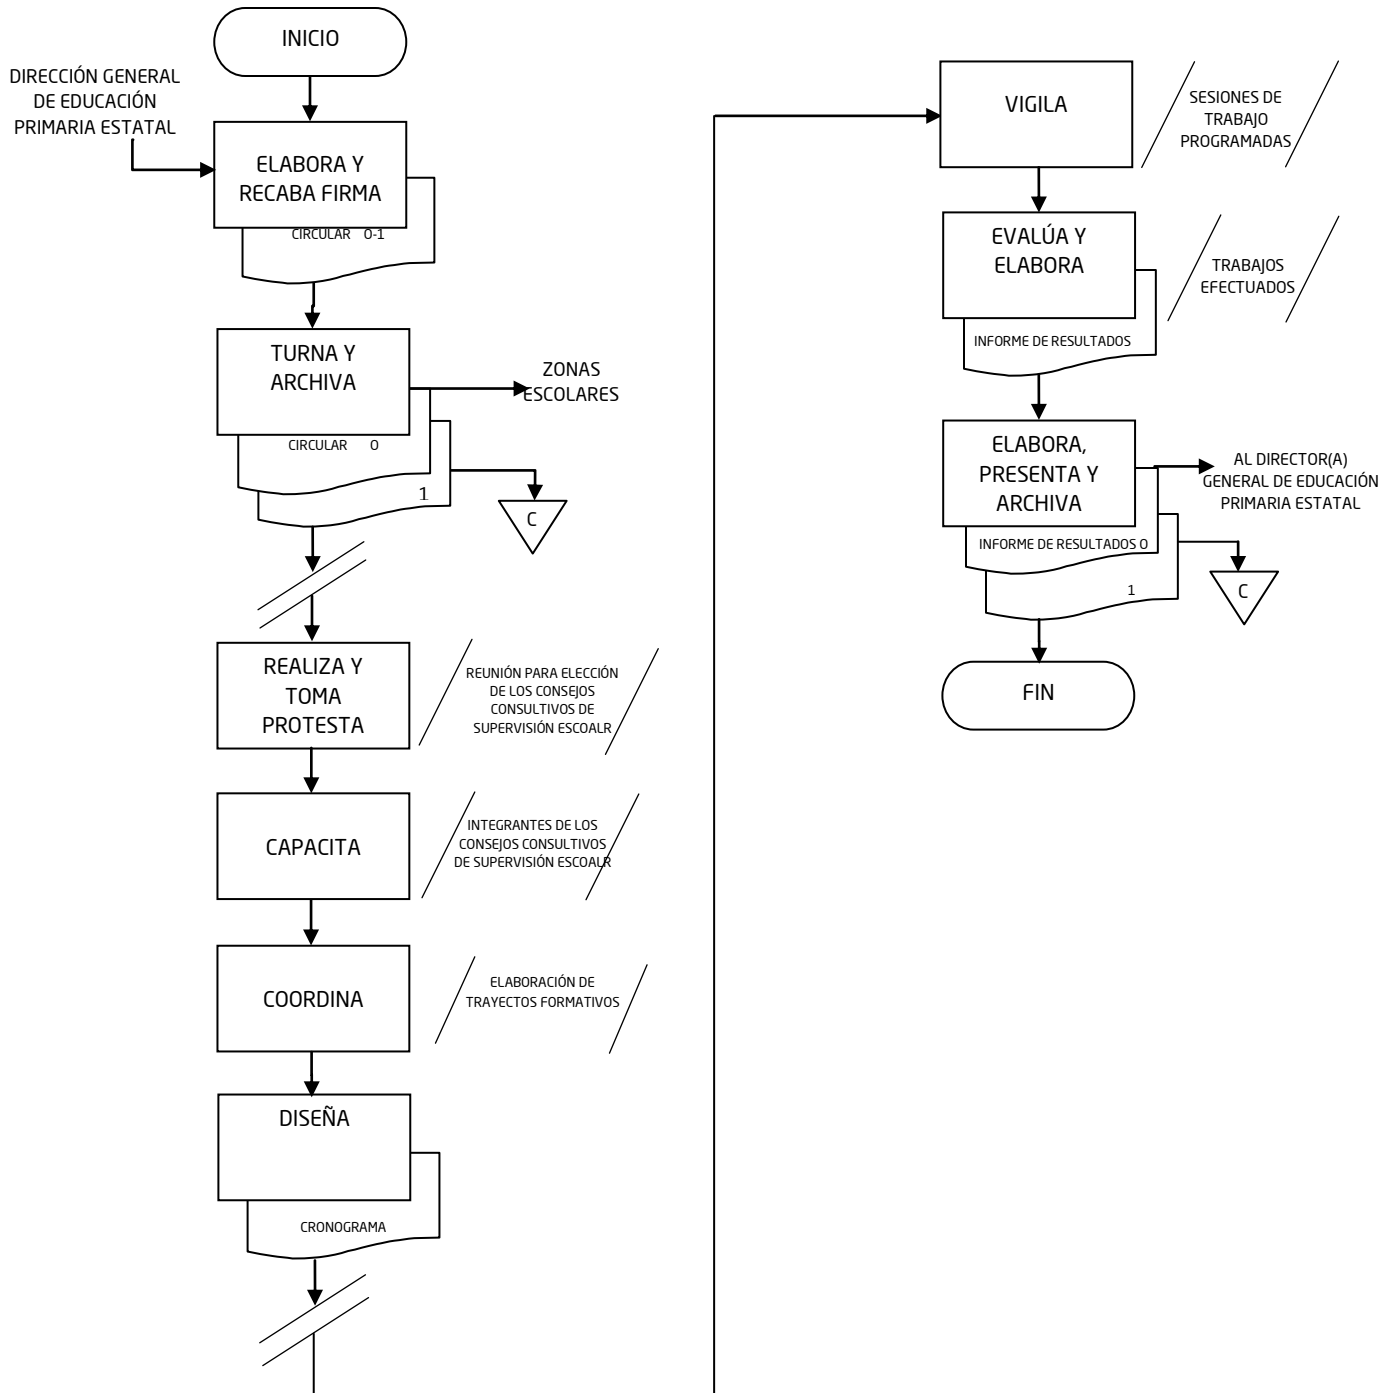 INICIO
DIRECCIÓN GENERAL
DE EDUCACIÓN
PRIMARIA ESTATAL
ELABORA Y
RECABA FIRMA
CIRCULAR 0-1
TURNA Y
ARCHIVA
ZONAS
ESCOLARES
CIRCULAR 0
1
C
REALIZA Y
TOMA
PROTESTA
REUNIÓN PARA ELECCIÓN
DE LOS CONSEJOS
CONSULTIVOS DE
SUPERVISIÓN ESCOALR
CAPACITA
INTEGRANTES DE LOS
CONSEJOS CONSULTIVOS
DE SUPERVISIÓN ESCOALR
COORDINA
ELABORACIÓN DE
TRAYECTOS FORMATIVOS
DISEÑA
CRONOGRAMA
VIGILA
SESIONES DE
TRABAJO
PROGRAMADAS
EVALÚA Y
ELABORA
TRABAJOS
EFECTUADOS
INFORME DE RESULTADOS
ELABORA,
PRESENTA Y
ARCHIVA
AL DIRECTOR(A)
GENERAL DE EDUCACIÓN
PRIMARIA ESTATAL
INFORME DE RESULTADOS 0
1
C
FIN